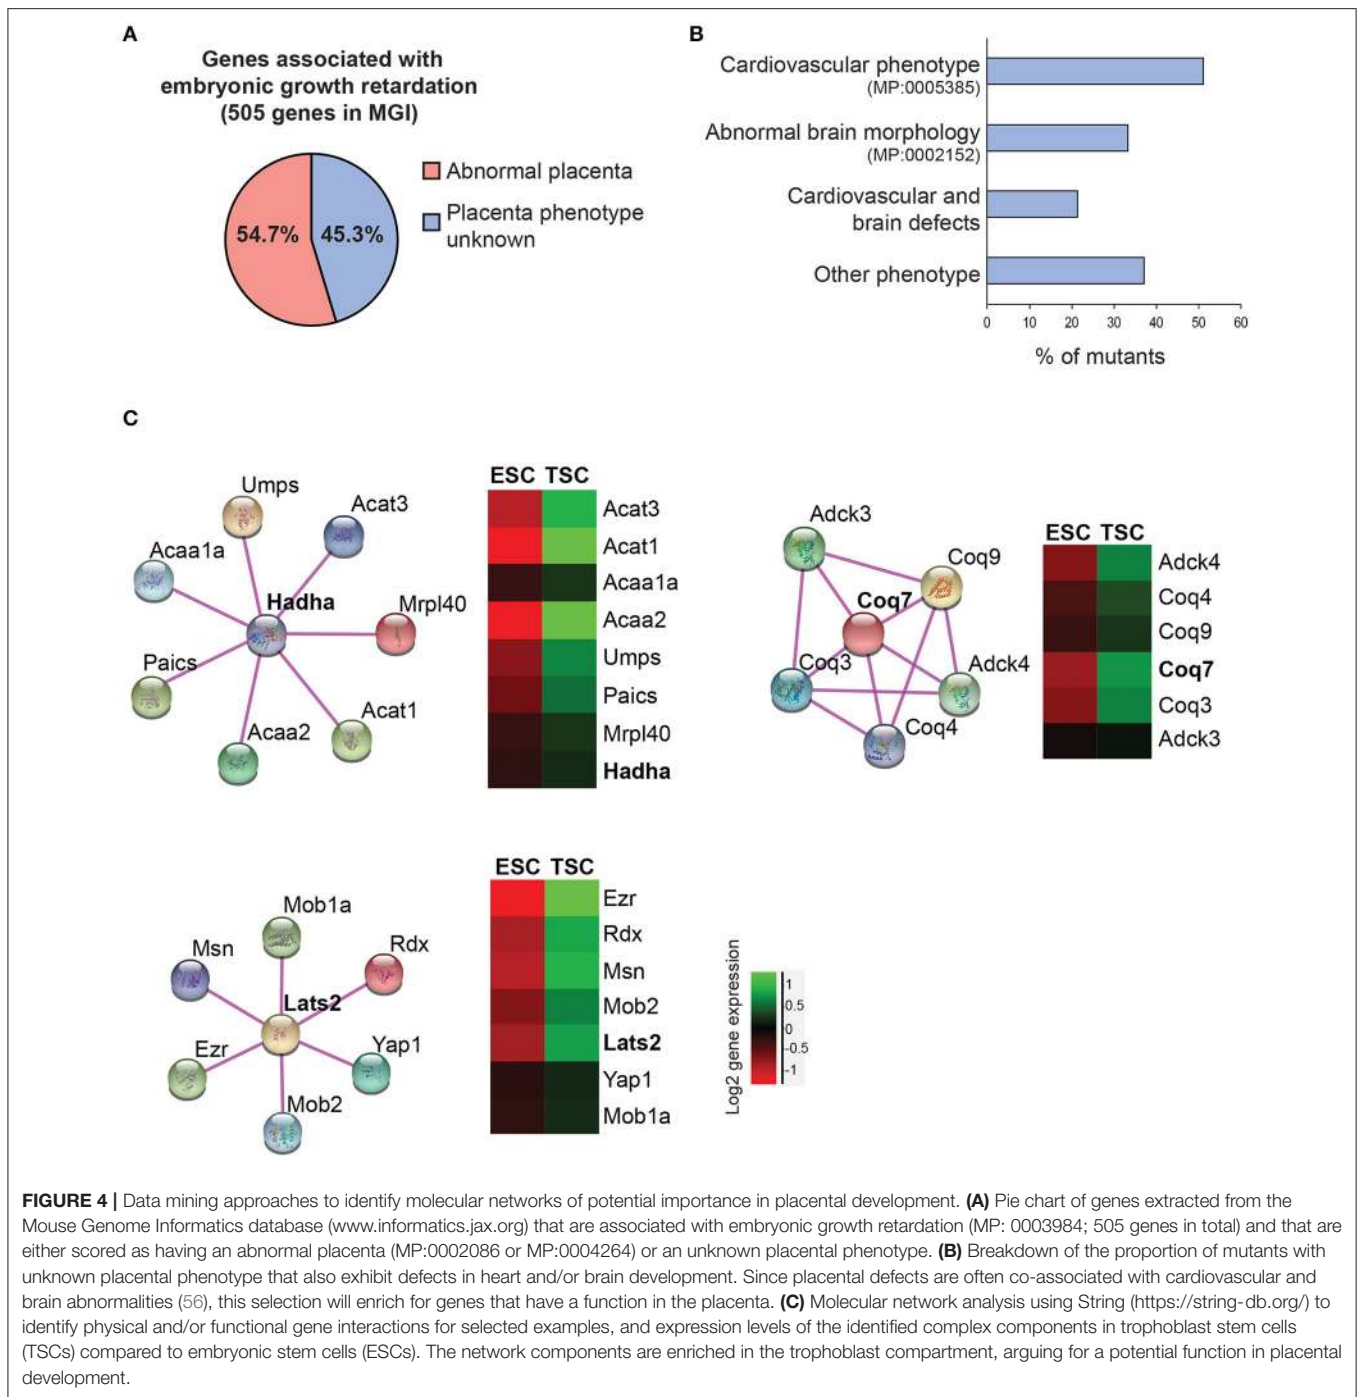 A
Genes associated with
embryonic growth retardation
(505 genes in MGI)
54.7%
45.3%
Abnormal placenta
Placenta phenotype
unknown
B
Cardiovascular phenotype
(MP:0005385)
Abnormal brain morphology
(MP:0002152)
Cardiovascular and
brain defects
Other phenotype
0 10 20 30 40 50 60
% of mutants
C
Umps
Acat3
Acaa1a
Hadha
Mrpl40
Paics
Acat1
Acaa2
ESC TSC
Acat3
Acat1
Acaa1a
Acaa2
Umps
Paics
Mrpl40
Hadha
Adck3
Coq9
Coq7
Coq3
Adck4
Coq4
ESC TSC
Adck4
Coq4
Coq9
Coq7
Coq3
Adck3
Mob1a
Msn
Rdx
Lats2
Ezr
Yap1
Mob2
ESC TSC
Ezr
Rdx
Msn
Mob2
Lats2
Yap1
Mob1a
Log2 gene expression
1
0.5
0
-0.5
-1
FIGURE 4 | Data mining approaches to identify molecular networks of potential importance in placental development. (A) Pie chart of genes extracted from the
Mouse Genome Informatics database (www.informatics.jax.org) that are associated with embryonic growth retardation (MP: 0003984; 505 genes in total) and that are
either scored as having an abnormal placenta (MP:0002086 or MP:0004264) or an unknown placental phenotype. (B) Breakdown of the proportion of mutants with
unknown placental phenotype that also exhibit defects in heart and/or brain development. Since placental defects are often co-associated with cardiovascular and
brain abnormalities (56), this selection will enrich for genes that have a function in the placenta. (C) Molecular network analysis using String (https://string-db.org/) to
identify physical and/or functional gene interactions for selected examples, and expression levels of the identified complex components in trophoblast stem cells
(TSCs) compared to embryonic stem cells (ESCs). The network components are enriched in the trophoblast compartment, arguing for a potential function in placental
development.